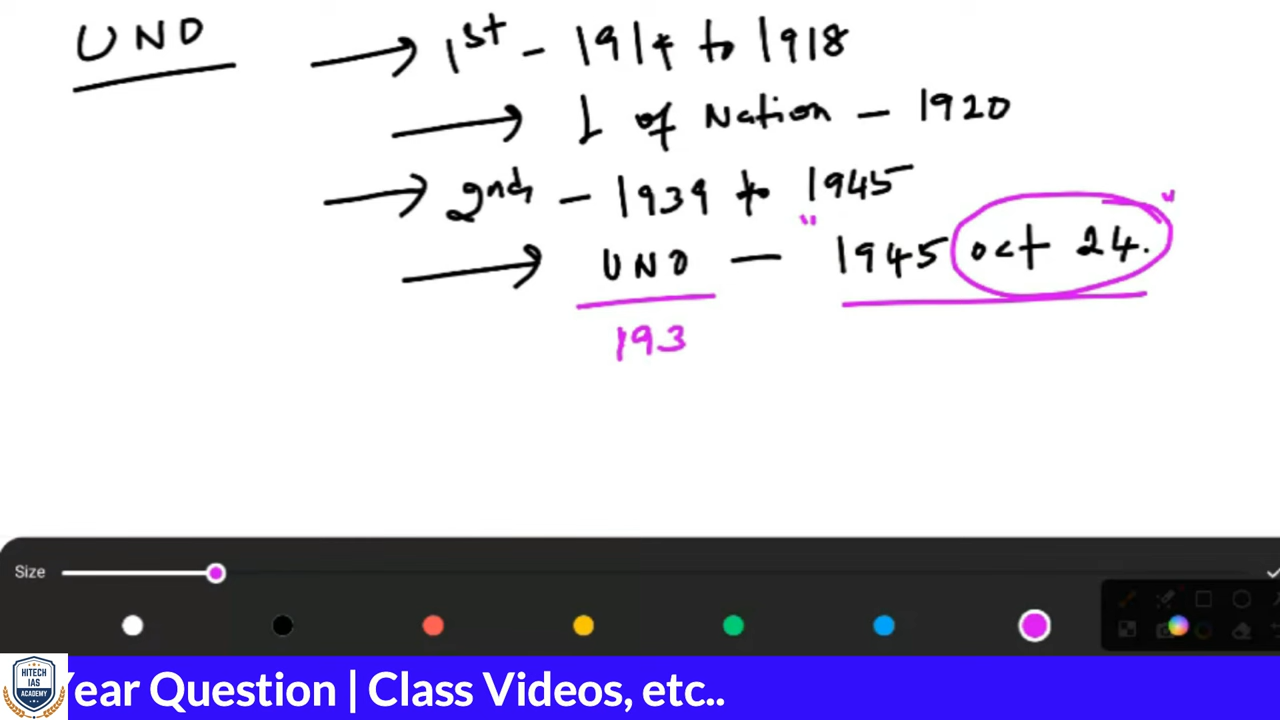 UNO
→ 1st - 1914 to 1918
→ L of Nation - 1920
→ 2nd - 1939 to 1945
→ UNO - " 1945 oct 24. "
193
Size
HITECH
IAS
ACADEMY
Year Question | Class Videos, etc..